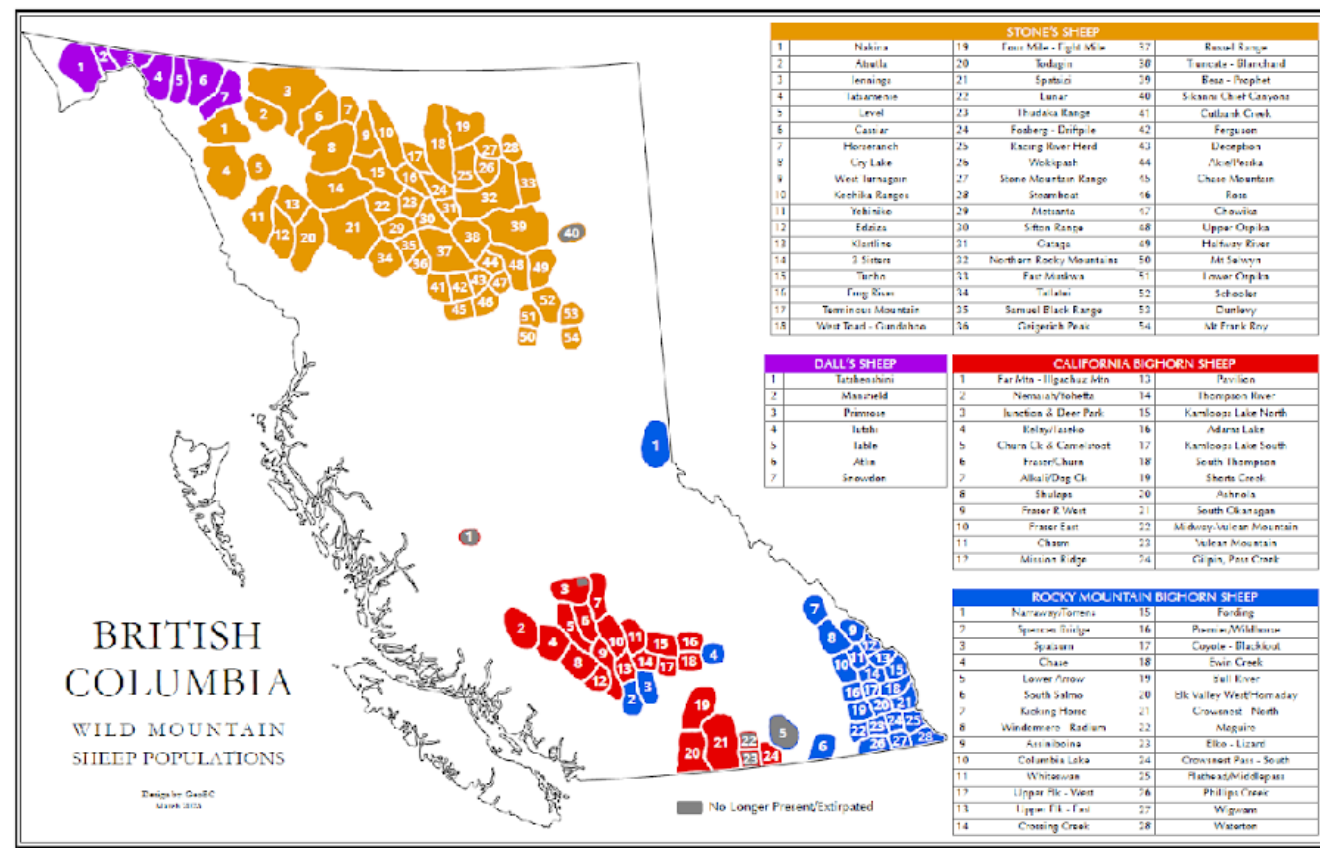 STONE'S SHEEP
1 Nakina 19 Four Mile - Eight Mile 37 Russel Range
2 Atsutla 20 Todagin 38 Truncate - Blanchard
3 Jennings 21 Spatsizi 39 Besa - Prophet
4 Tatsamenie 22 Lunar 40 Sikanni Chief Canyons
5 Level 23 Thudaka Range 41 Cutbank Creek
6 Cassiar 24 Fosberg - Driftpile 42 Ferguson
7 Horseranch 25 Racing River Herd 43 Deception
8 Cry Lake 26 Wokkpash 44 Akie/Pesika
9 West Turnagain 27 Stone Mountain Range 45 Chase Mountain
10 Kechika Ranges 28 Steamboat 46 Ross
11 Yehiniko 29 Metsanta 47 Chowika
12 Edziza 30 Sifton Range 48 Upper Ospika
13 Klastline 31 Gataga 49 Halfway River
14 3 Sisters 32 Northern Rocky Mountains 50 Mt Selwyn
15 Turcho 33 East Muskwa 51 Lower Ospika
16 Frog River 34 Tatlatui 52 Schooler
17 Terminous Mountain 35 Samuel Black Range 53 Dunlevy
18 West Toad - Gundahoo 36 Geigerich Peak 54 Mt Frank Roy
DALL'S SHEEP
1 Tatshenshini
2 Mansfield
3 Primrose
4 Tutshi
5 Table
6 Atlin
7 Snowdon
CALIFORNIA BIGHORN SHEEP
1 Far Mtn - Illgachuz Mtn 13 Pavilion
2 Nemaiah/Yohetta 14 Thompson River
3 Junction & Deer Park 15 Kamloops Lake North
4 Kelsy/Taseko 16 Adams Lake
5 Churn Ck & Camelsfoot 17 Kamloops Lake South
6 Fraser/Churn 18 South Thompson
7 Alkali/Dog Ck 19 Shorts Creek
8 Shulaps 20 Ashnola
9 Fraser R West 21 South Okanagan
10 Fraser East 22 Midway-Vulcan Mountain
11 Chasm 23 Vulcan Mountain
12 Mission Ridge 24 Gilpin, Pass Creek
ROCKY MOUNTAIN BIGHORN SHEEP
1 Narraway/Torrens 15 Fording
2 Spences Bridge 16 Premier/Wildhorse
3 Spatsum 17 Coyote - Blackfoot
4 Chase 18 Ewin Creek
5 Lower Arrow 19 Bull River
6 South Salmo 20 Elk Valley West/Hornaday
7 Kicking Horse 21 Crowsnest - North
8 Windermere - Radium 22 Maguire
9 Assiniboine 23 Elko - Lizard
10 Columbia Lake 24 Crowsnest Pass - South
11 Whiteswan 25 Flathead/Middlepass
12 Upper Elk - West 26 Phillips Creek
13 Upper Elk - East 27 Wigwam
14 Crossing Creek 28 Waterton
BRITISH
COLUMBIA
WILD MOUNTAIN
SHEEP POPULATIONS
Design by GeoBC
March 202
No Longer Present/Extirpated